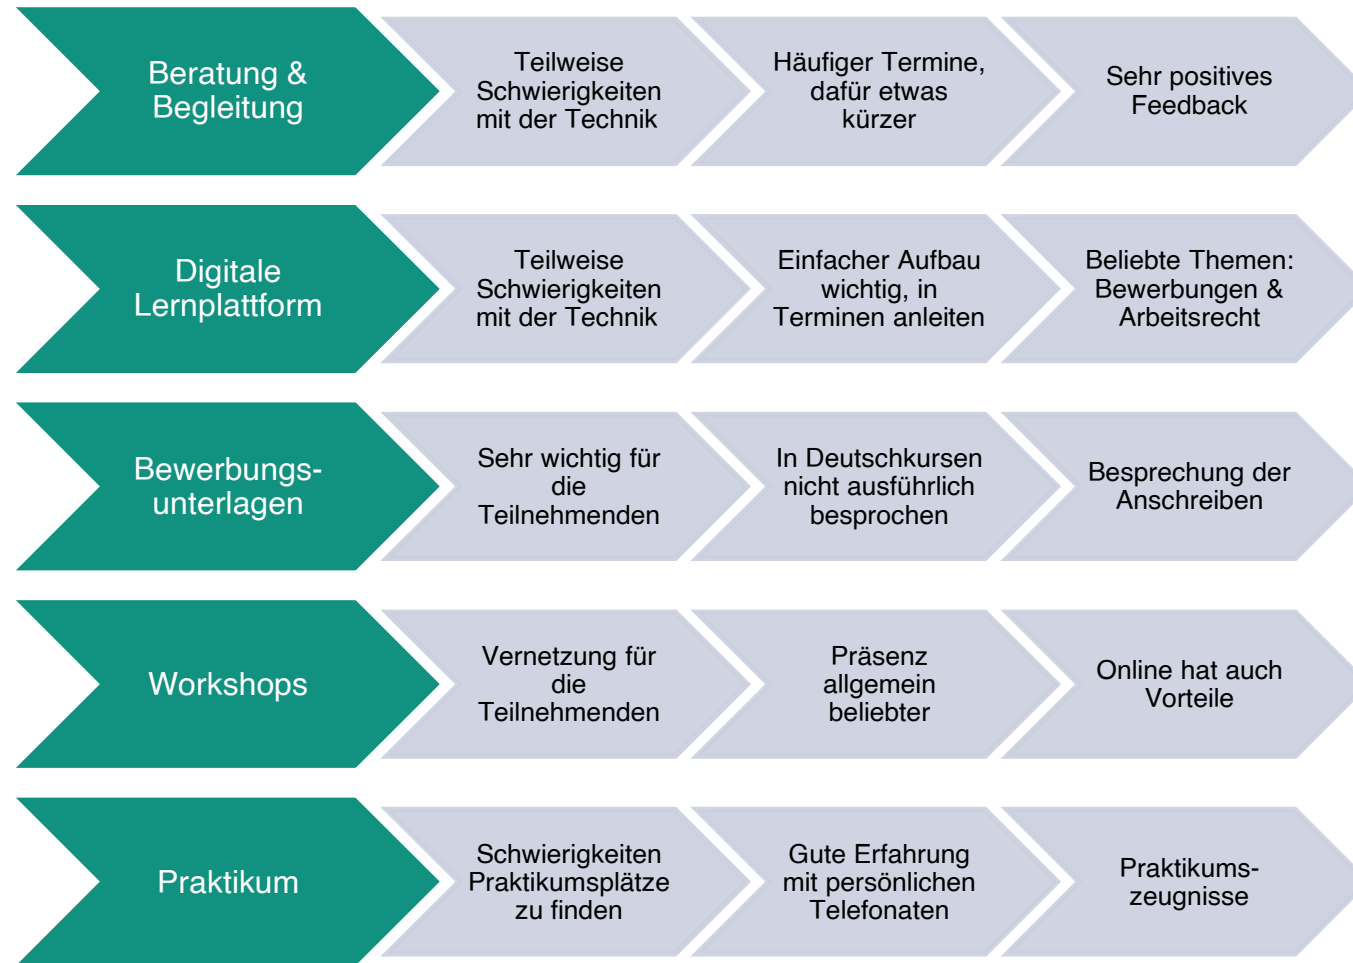 Beratung &
Begleitung
Teilweise
Schwierigkeiten
mit der Technik
Häufiger Termine,
dafür etwas
kürzer
Sehr positives
Feedback
Digitale
Lernplattform
Teilweise
Schwierigkeiten
mit der Technik
Einfacher Aufbau
wichtig, in
Terminen anleiten
Beliebte Themen:
Bewerbungen &
Arbeitsrecht
Bewerbungs-
unterlagen
Sehr wichtig für
die
Teilnehmenden
In Deutschkursen
nicht ausführlich
besprochen
Besprechung der
Anschreiben
Workshops
Vernetzung für
die
Teilnehmenden
Präsenz
allgemein
beliebter
Online hat auch
Vorteile
Praktikum
Schwierigkeiten
Praktikumsplätze
zu finden
Gute Erfahrung
mit persönlichen
Telefonaten
Praktikums-
zeugnisse